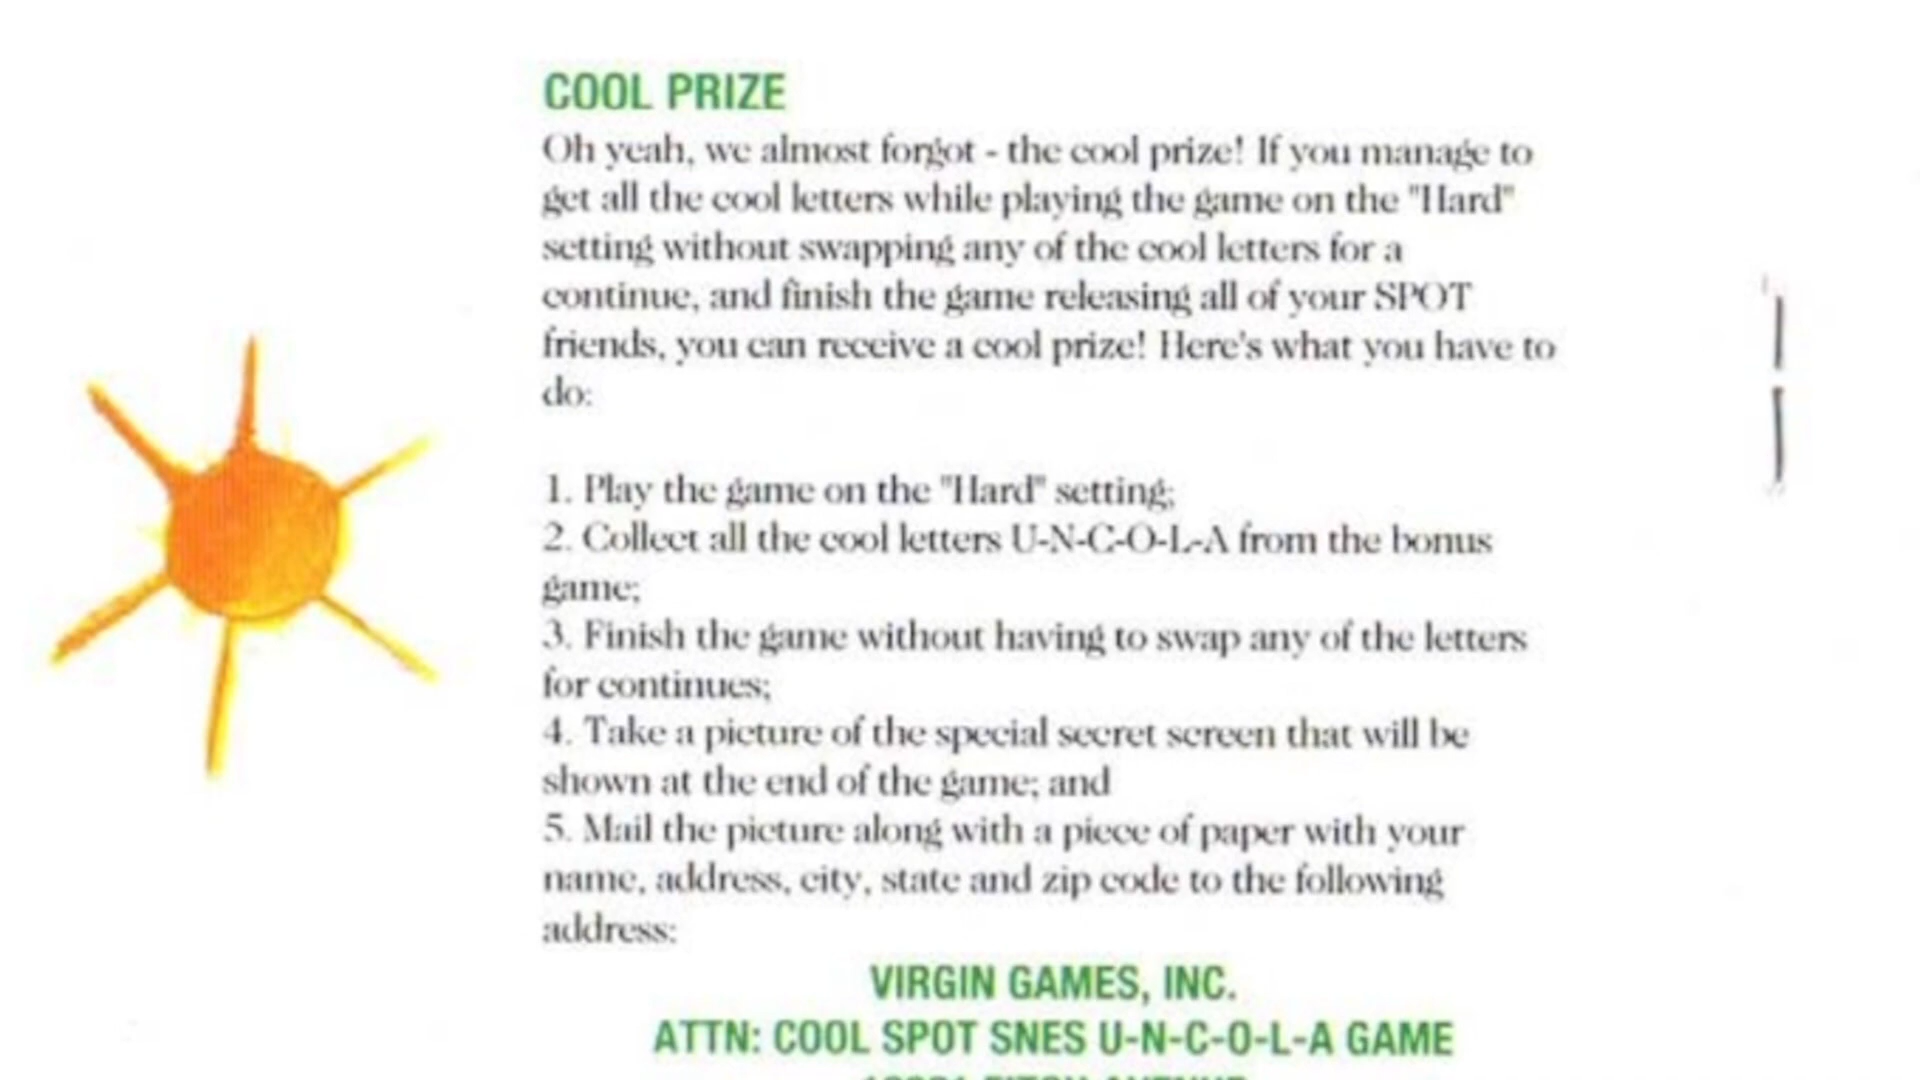 COOL PRIZE
Oh yeah, we almost forgot - the cool prize! If you manage to
get all the cool letters while playing the game on the "Hard"
setting without swapping any of the cool letters for a
continue, and finish the game releasing all of your SPOT
friends, you can receive a cool prize! Here's what you have to
do:
1. Play the game on the "Hard" setting;
2. Collect all the cool letters U-N-C-O-L-A from the bonus
game;
3. Finish the game without having to swap any of the letters
for continues;
4. Take a picture of the special secret screen that will be
shown at the end of the game; and
5. Mail the picture along with a piece of paper with your
name, address, city, state and zip code to the following
address:
VIRGIN GAMES, INC.
ATTN: COOL SPOT SNES U-N-C-O-L-A GAME